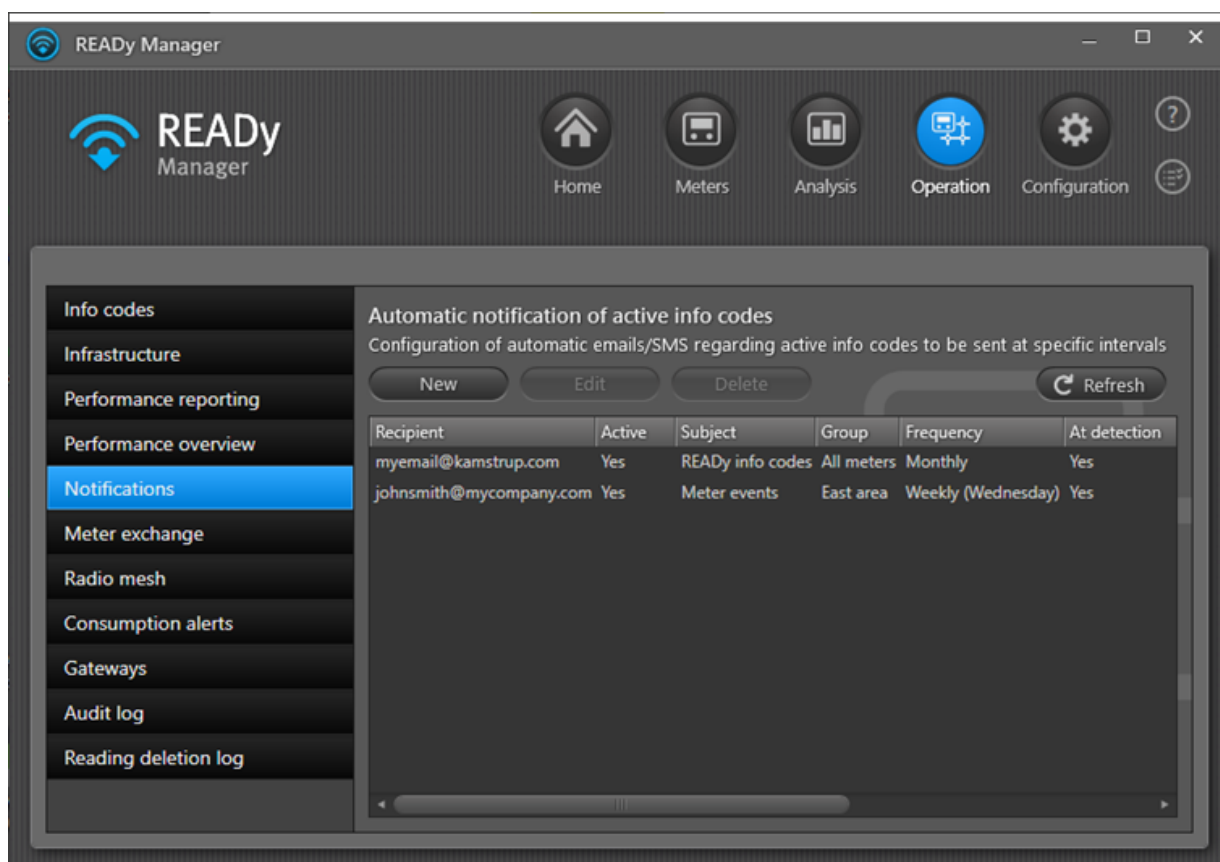 READy Manager
READy
Manager
Home Meters Analysis Operation Configuration
?
Info codes
Infrastructure
Performance reporting
Performance overview
Notifications
Meter exchange
Radio mesh
Consumption alerts
Gateways
Audit log
Reading deletion log
Automatic notification of active info codes
Configuration of automatic emails/SMS regarding active info codes to be sent at specific intervals
New Edit Delete Refresh
Recipient Active Subject Group Frequency At detection
myemail@kamstrup.com Yes READy info codes All meters Monthly Yes
johnsmith@mycompany.com Yes Meter events East area Weekly (Wednesday) Yes